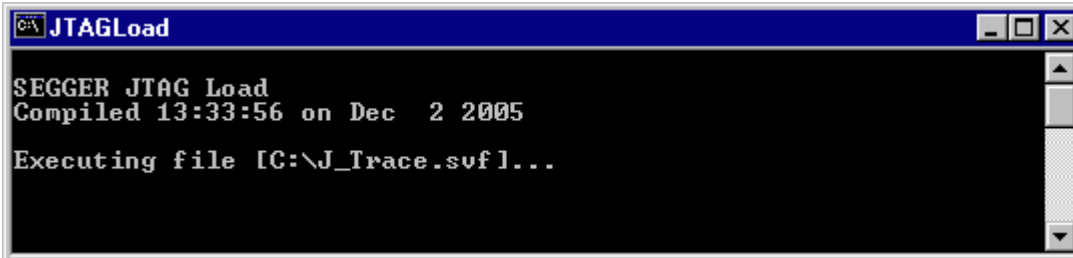 JTAGLoad
SEGGER JTAG Load
Compiled 13:33:56 on Dec  2 2005
Executing file [C:\J_Trace.svf]...